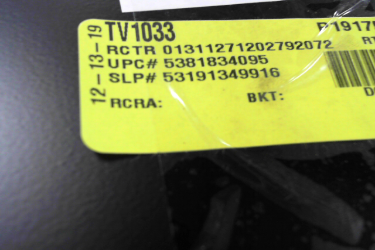 12-13-19
TV1033
RCTR 01311271202792072
UPC# 5381834095
SLP# 53191349916
RCRA: BKT: